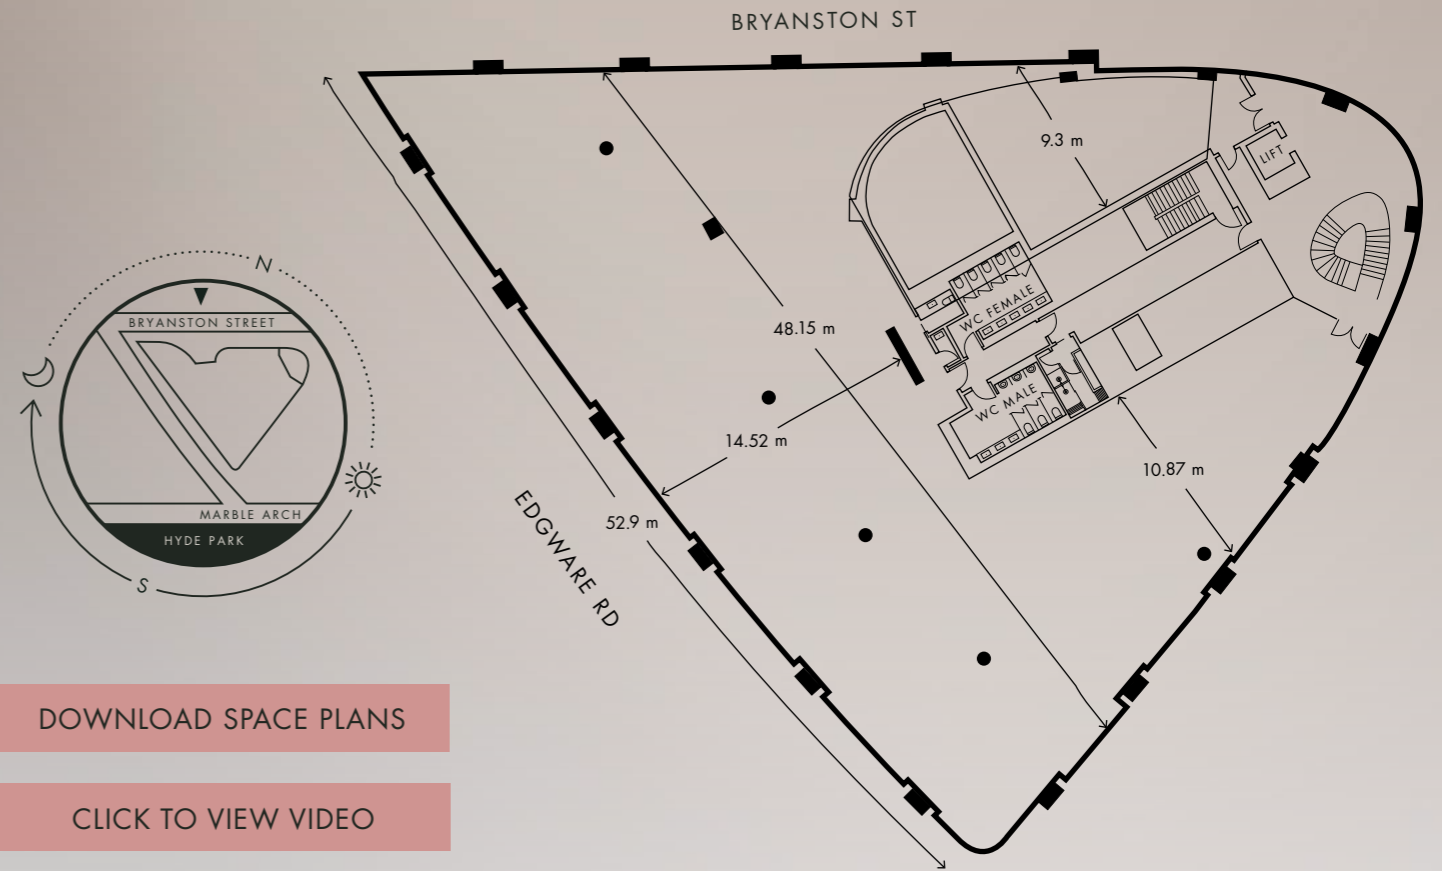 BRYANSTON ST
9.3 m
LIFT
N
BRYANSTON STREET
WC FEMALE
48.15 m
WC MALE
14.52 m
10.87 m
MARBLE ARCH
EDGWARE RD
52.9 m
HYDE PARK
S
DOWNLOAD SPACE PLANS
CLICK TO VIEW VIDEO